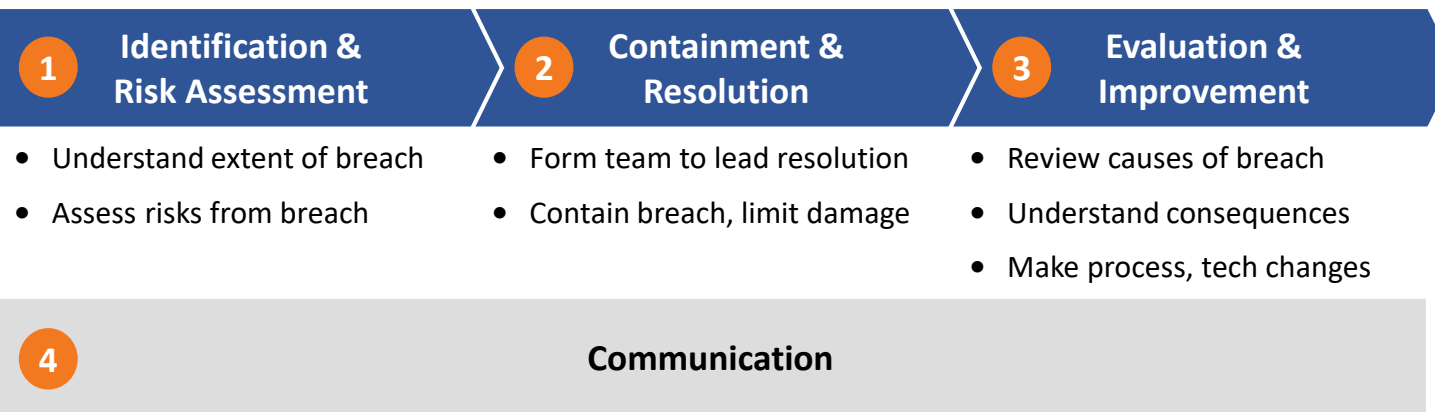 1
Identification &
Risk Assessment
• Understand extent of breach
• Assess risks from breach
2
Containment &
Resolution
• Form team to lead resolution
• Contain breach, limit damage
3
Evaluation &
Improvement
• Review causes of breach
• Understand consequences
• Make process, tech changes
4
Communication